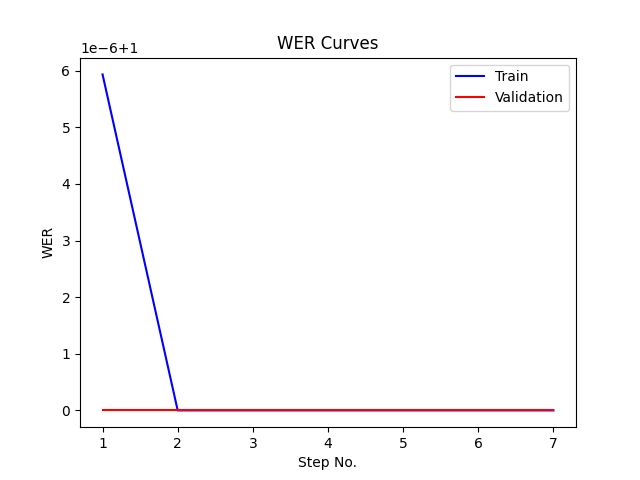 WER Curves
1e−6+1
Train
Validation
6
5
4
3
2
1
0
WER
1 2 3 4 5 6 7
Step No.